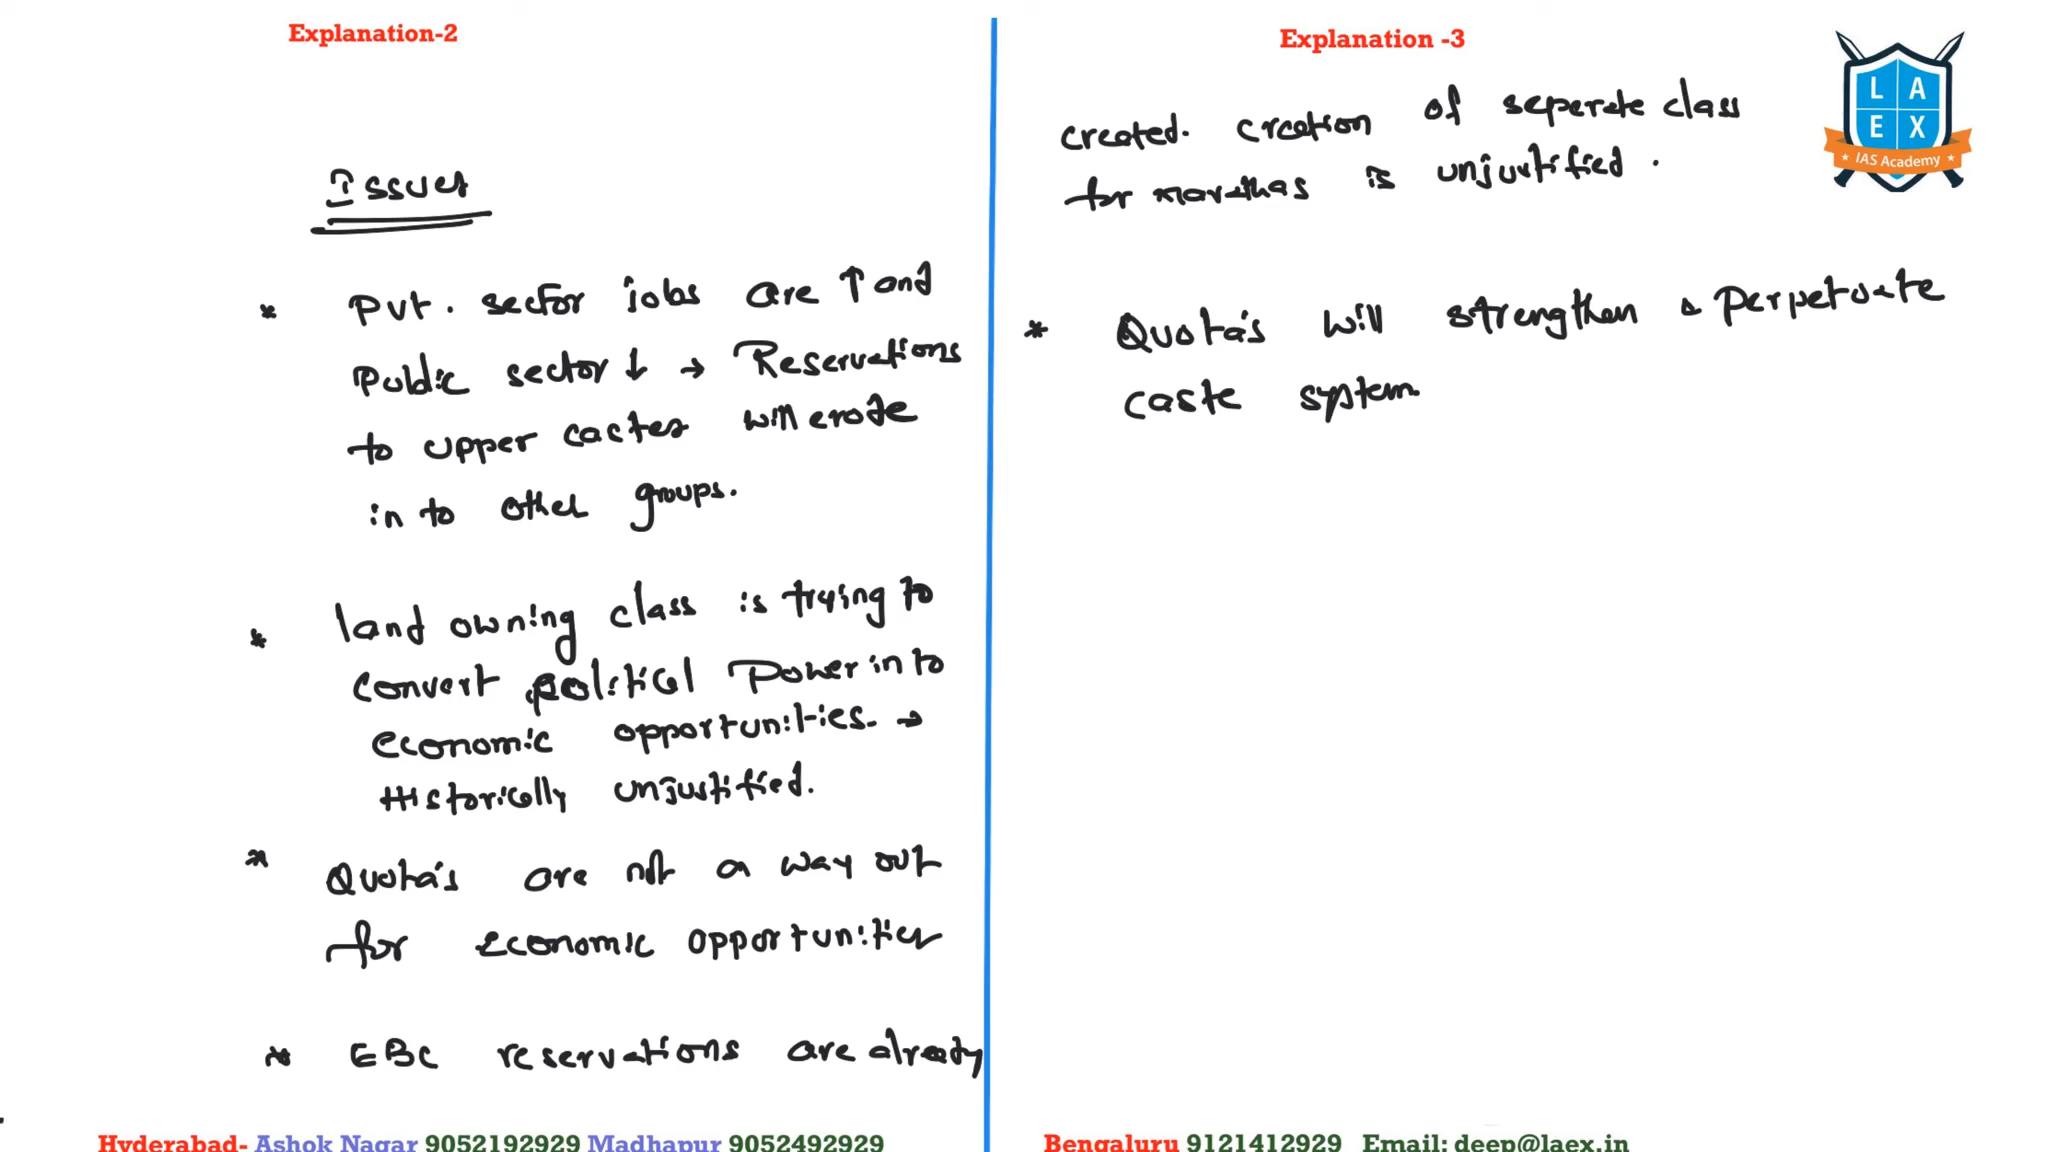 Explanation-2
Issues
* Pvt. sector jobs are ↑ and
Public sector ↓ → Reservations
to upper castes will erode
in to other groups.
* land owning class is trying to
convert political Power in to
economic opportunities. →
Historically unjustified.
* Quota's are not a way out
for economic opportunities
* EBC reservations are already
Explanation -3
created. creation of seperate class
for marathas is unjustified.
* Quota's will strengthen & perpetuate
caste system
L A
E X
IAS Academy
Hyderabad- Ashok Nagar 9052192929 Madhapur 9052492929
Bengaluru 9121412929 Email: deep@laex.in